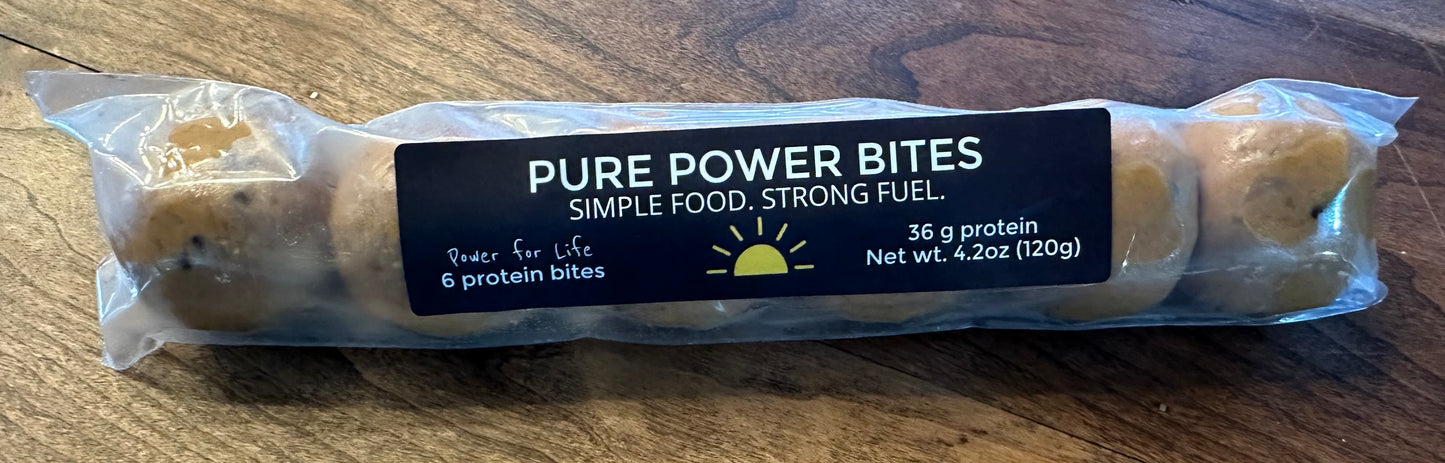 PURE POWER BITES
SIMPLE FOOD. STRONG FUEL.
Power for Life
6 protein bites
36 g protein
Net wt. 4.2oz (120g)